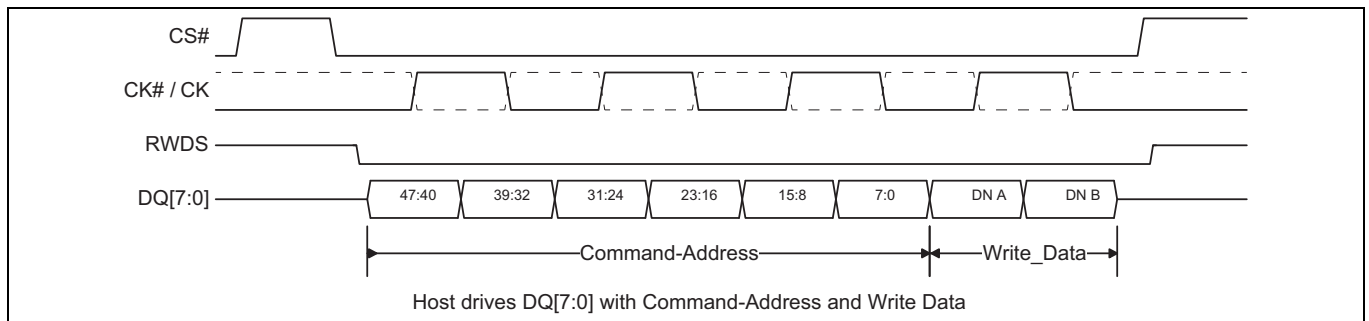 CS#
CK# / CK
RWDS
DQ[7:0]
47:40 39:32 31:24 23:16 15:8 7:0 DN A DN B
Command-Address Write_Data
Host drives DQ[7:0] with Command-Address and Write Data